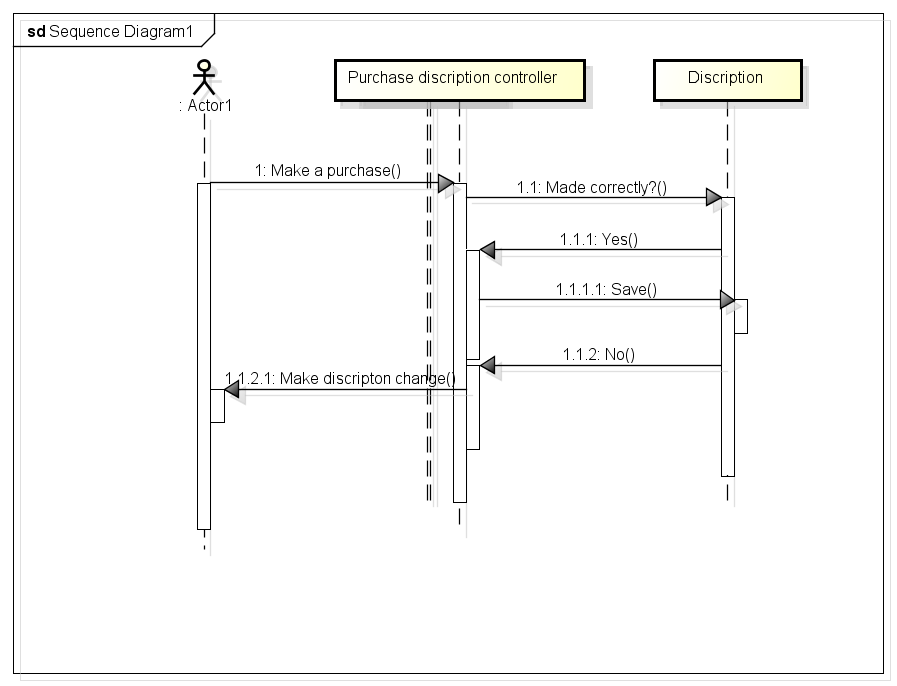 sd Sequence Diagram1
: Actor1
Purchase discription controller
Discription
1: Make a purchase()
1.1: Made correctly?()
1.1.1: Yes()
1.1.1.1: Save()
1.1.2: No()
1.1.2.1: Make discripton change()